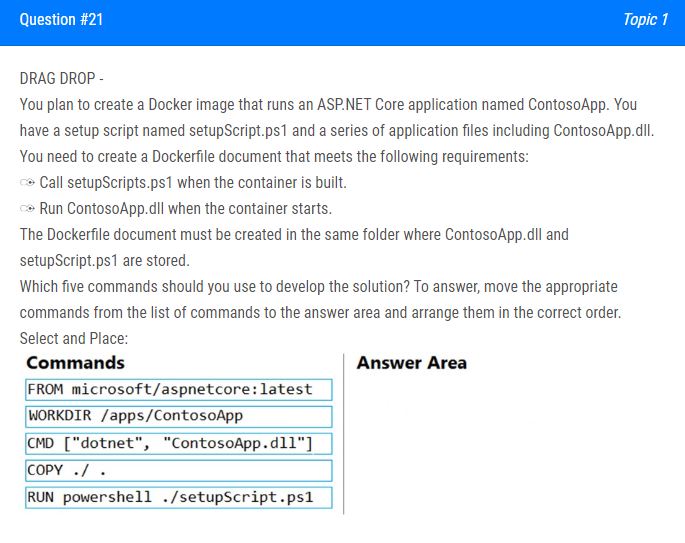 Question #21 Topic 1
DRAG DROP -
You plan to create a Docker image that runs an ASP.NET Core application named ContosoApp. You
have a setup script named setupScript.ps1 and a series of application files including ContosoApp.dll.
You need to create a Dockerfile document that meets the following requirements:
Call setupScripts.ps1 when the container is built.
Run ContosoApp.dll when the container starts.
The Dockerfile document must be created in the same folder where ContosoApp.dll and
setupScript.ps1 are stored.
Which five commands should you use to develop the solution? To answer, move the appropriate
commands from the list of commands to the answer area and arrange them in the correct order.
Select and Place:
Commands Answer Area
FROM microsoft/aspnetcore:latest
WORKDIR /apps/ContosoApp
CMD ["dotnet", "ContosoApp.dll"]
COPY ./ .
RUN powershell ./setupScript.ps1